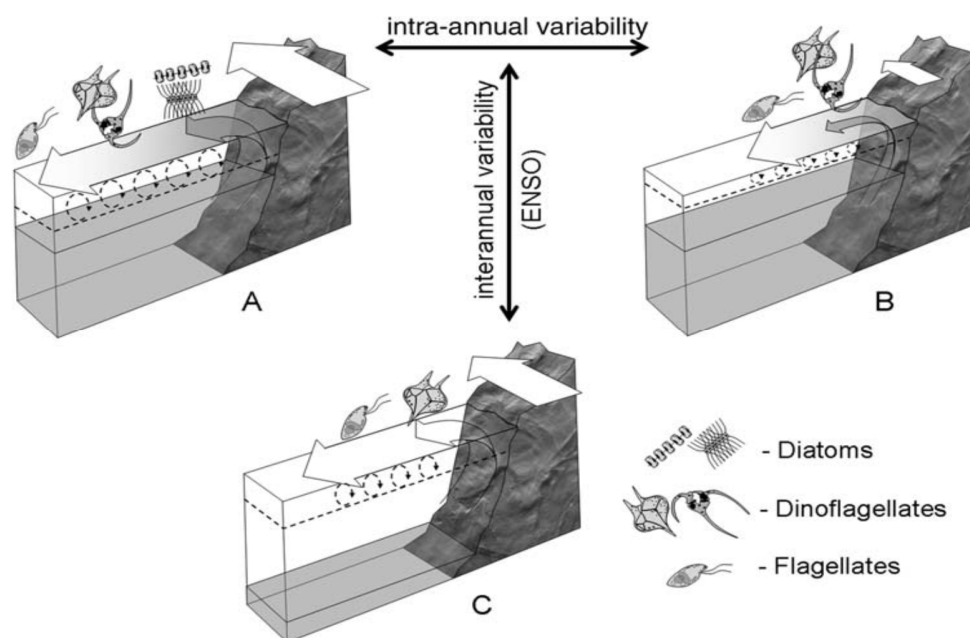 intra-annual variability
interannual variability
(ENSO)
A
B
C
- Diatoms
- Dinoflagellates
- Flagellates